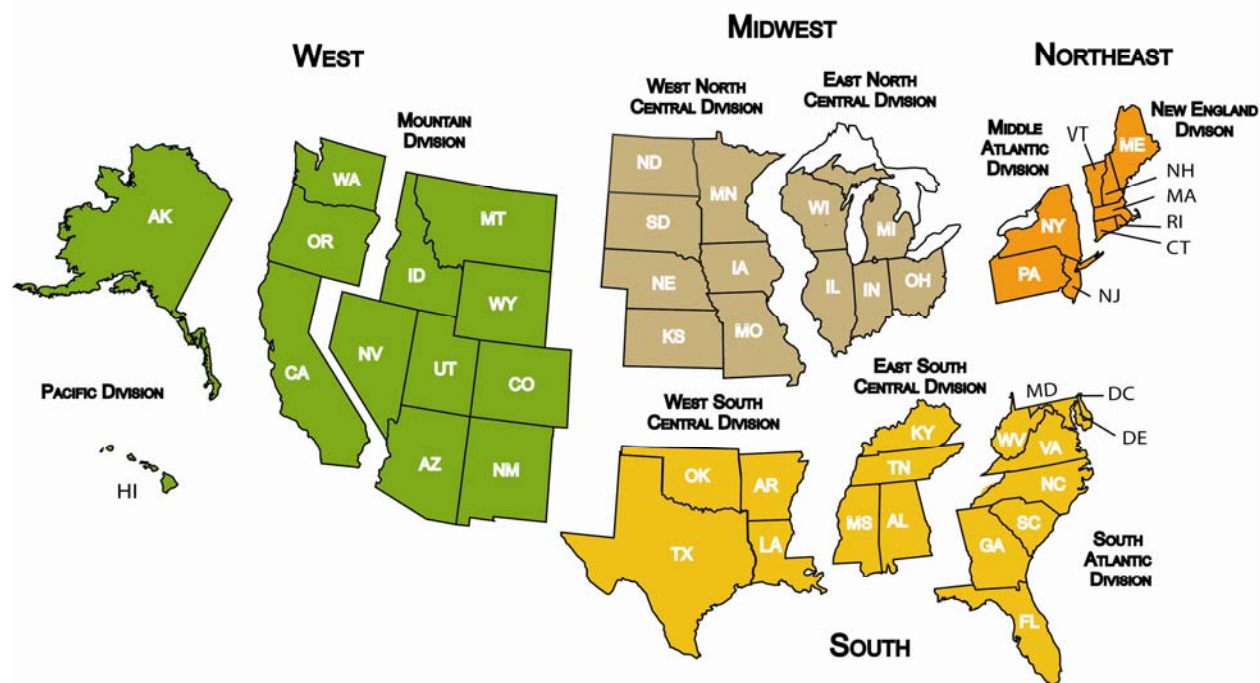 WEST
MIDWEST
NORTHEAST
MOUNTAIN
DIVISION
WEST NORTH
CENTRAL DIVISION
EAST NORTH
CENTRAL DIVISION
MIDDLE
ATLANTIC
DIVISION
NEW ENGLAND
DIVISON
PACIFIC DIVISION
AK
HI
WA
OR
CA
MT
ID
WY
NV
UT
CO
AZ
NM
ND
MN
SD
NE
IA
KS
MO
WI
MI
IL
IN
OH
VT
ME
NH
MA
RI
CT
NY
PA
NJ
WEST SOUTH
CENTRAL DIVISION
EAST SOUTH
CENTRAL DIVISION
OK
AR
TX
LA
KY
TN
MS
AL
MD
DC
DE
WV
VA
NC
SC
GA
FL
SOUTH
ATLANTIC
DIVISION
SOUTH